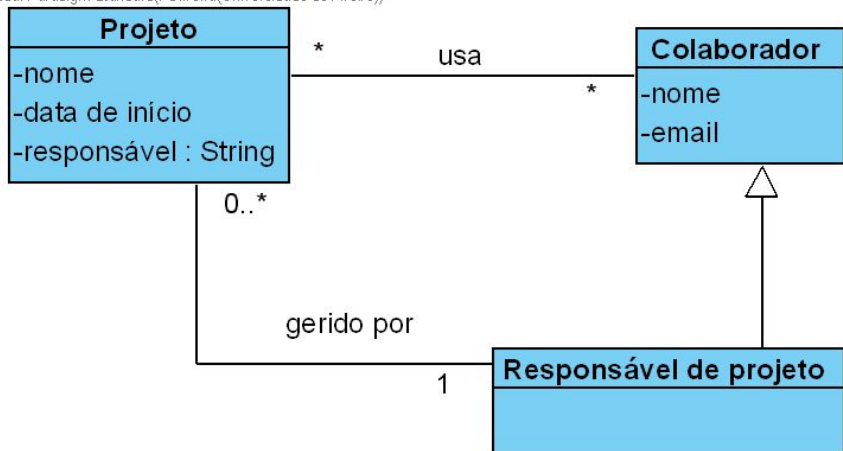 Projeto
-nome
-data de início
-responsável : String
*
usa
*
Colaborador
-nome
-email
0..*
gerido por
1
Responsável de projeto